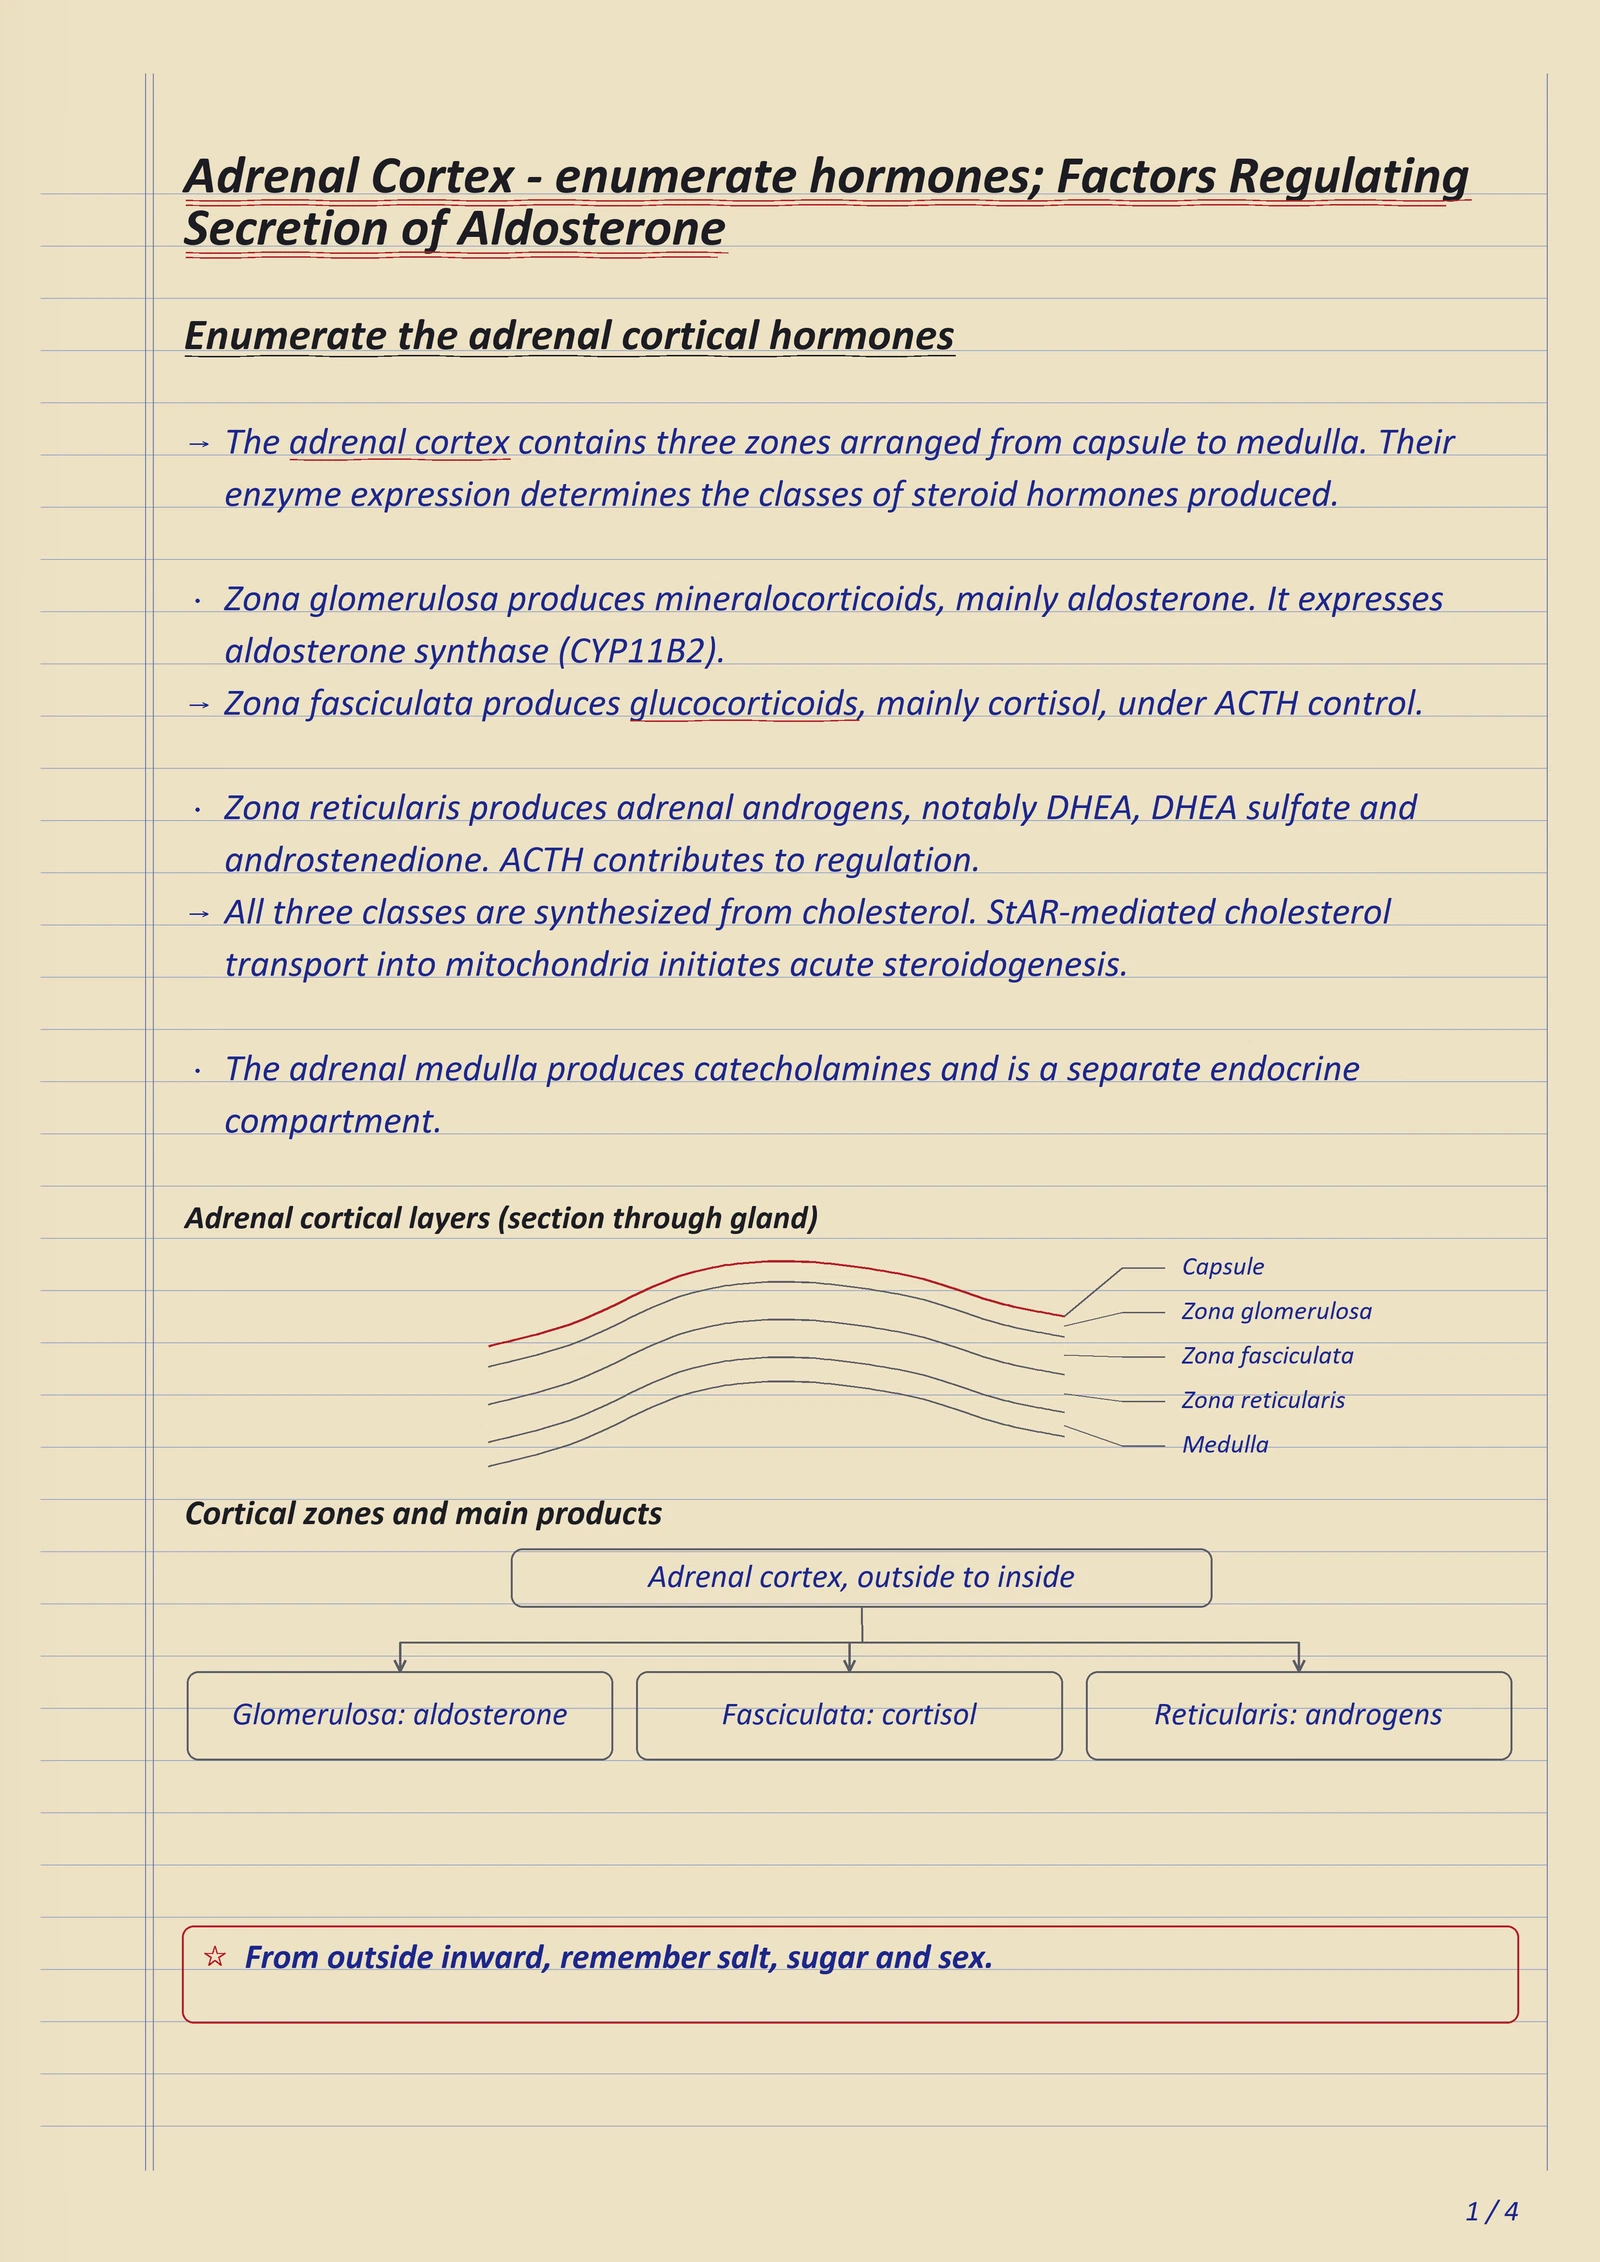 Adrenal Cortex - enumerate hormones; Factors Regulating
Secretion of Aldosterone
Enumerate the adrenal cortical hormones
→ The adrenal cortex contains three zones arranged from capsule to medulla. Their
enzyme expression determines the classes of steroid hormones produced.
· Zona glomerulosa produces mineralocorticoids, mainly aldosterone. It expresses
aldosterone synthase (CYP11B2).
→ Zona fasciculata produces glucocorticoids, mainly cortisol, under ACTH control.
· Zona reticularis produces adrenal androgens, notably DHEA, DHEA sulfate and
androstenedione. ACTH contributes to regulation.
→ All three classes are synthesized from cholesterol. StAR-mediated cholesterol
transport into mitochondria initiates acute steroidogenesis.
· The adrenal medulla produces catecholamines and is a separate endocrine
compartment.
Adrenal cortical layers (section through gland)
Capsule
Zona glomerulosa
Zona fasciculata
Zona reticularis
Medulla
Cortical zones and main products
Adrenal cortex, outside to inside
Glomerulosa: aldosterone
Fasciculata: cortisol
Reticularis: androgens
☆ From outside inward, remember salt, sugar and sex.
1 / 4